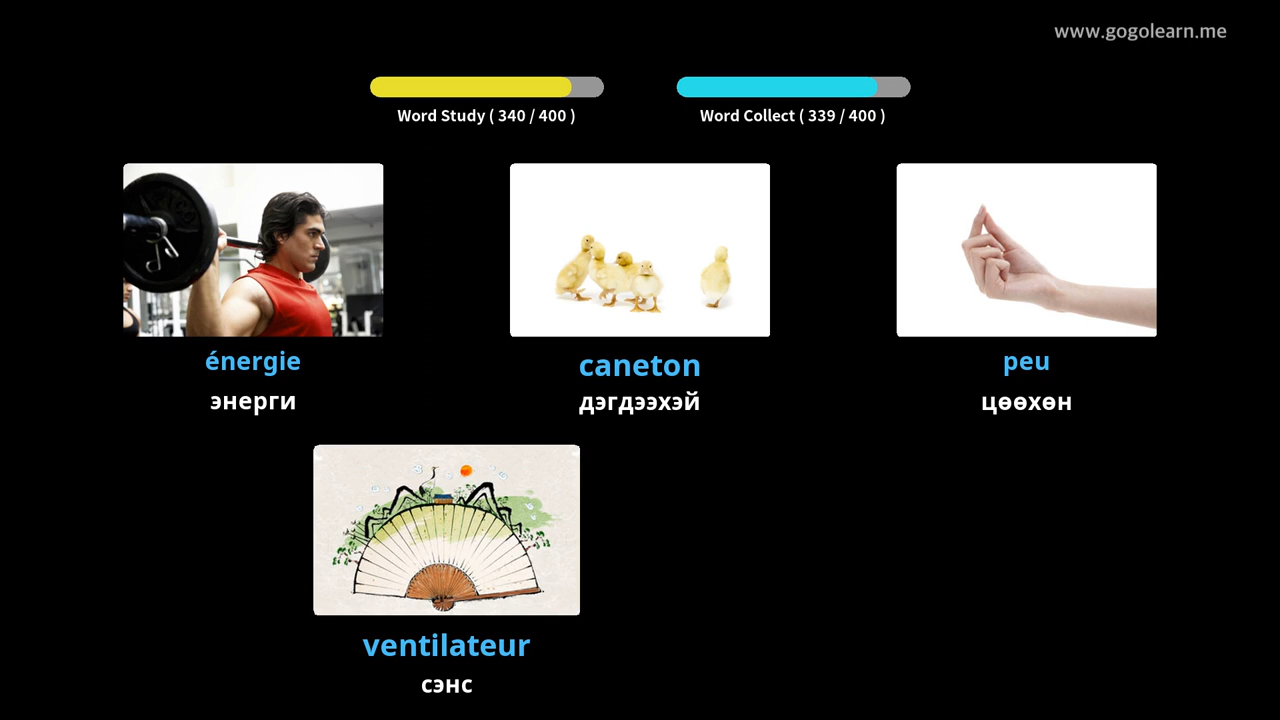 www.gogolearn.me
Word Study ( 340 / 400 )
Word Collect ( 339 / 400 )
énergie
энерги
caneton
дэгдээхэй
peu
цөөхөн
ventilateur
сэнс